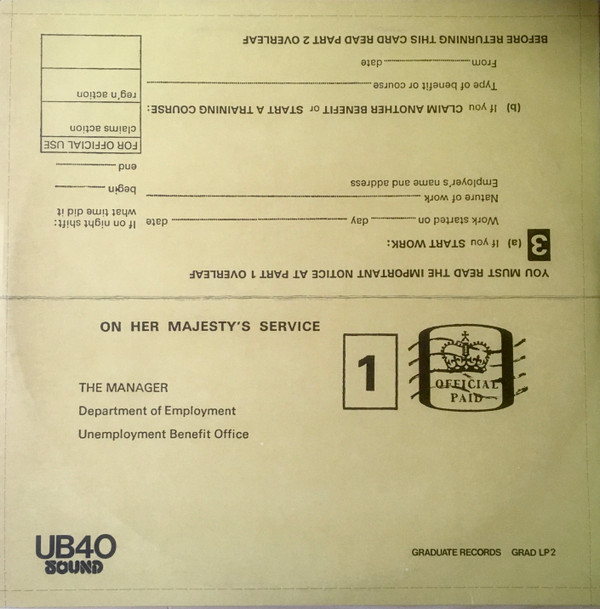 BEFORE RETURNING THIS CARD READ PART 2 OVERLEAF
From date
Type of benefit or course
(b) If you CLAIM ANOTHER BENEFIT or START A TRAINING COURSE:
reg'n action
claims action
FOR OFFICIAL USE
end
begin
If on night shift: what time did it
Employer's name and address
Nature of work
Work started on day date
3 (a) If you START WORK:
YOU MUST READ THE IMPORTANT NOTICE AT PART 1 OVERLEAF
ON HER MAJESTY'S SERVICE
1
OFFICIAL
PAID
THE MANAGER
Department of Employment
Unemployment Benefit Office
UB40
SOUND
GRADUATE RECORDS GRAD LP2